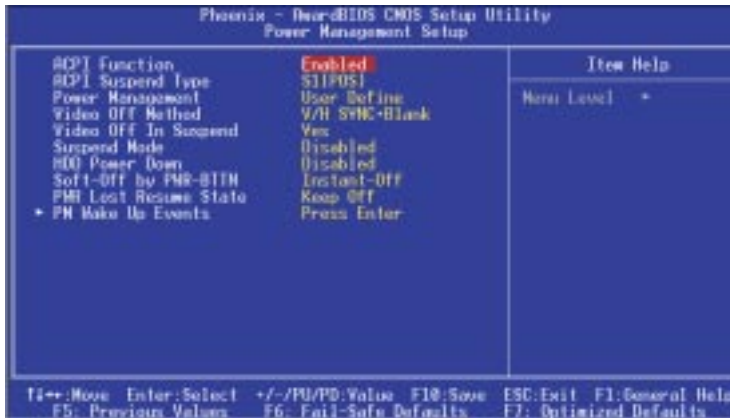 Phoenix - AwardBIOS CMOS Setup Utility
Power Management Setup
ACPI Function Enabled
ACPI Suspend Type S1(POS)
Power Management User Define
Video Off Method V/H SYNC+Blank
Video Off In Suspend Yes
Suspend Mode Disabled
HDD Power Down Disabled
Soft-Off by PWR-BTTN Instant-Off
PWR Lost Resume State Keep Off
PM Wake Up Events Press Enter
Item Help
Menu Level
↑↓→←:Move Enter:Select +/-/PU/PD:Value F10:Save ESC:Exit F1:General Help
F5: Previous Values F6: Fail-Safe Defaults F7: Optimized Defaults